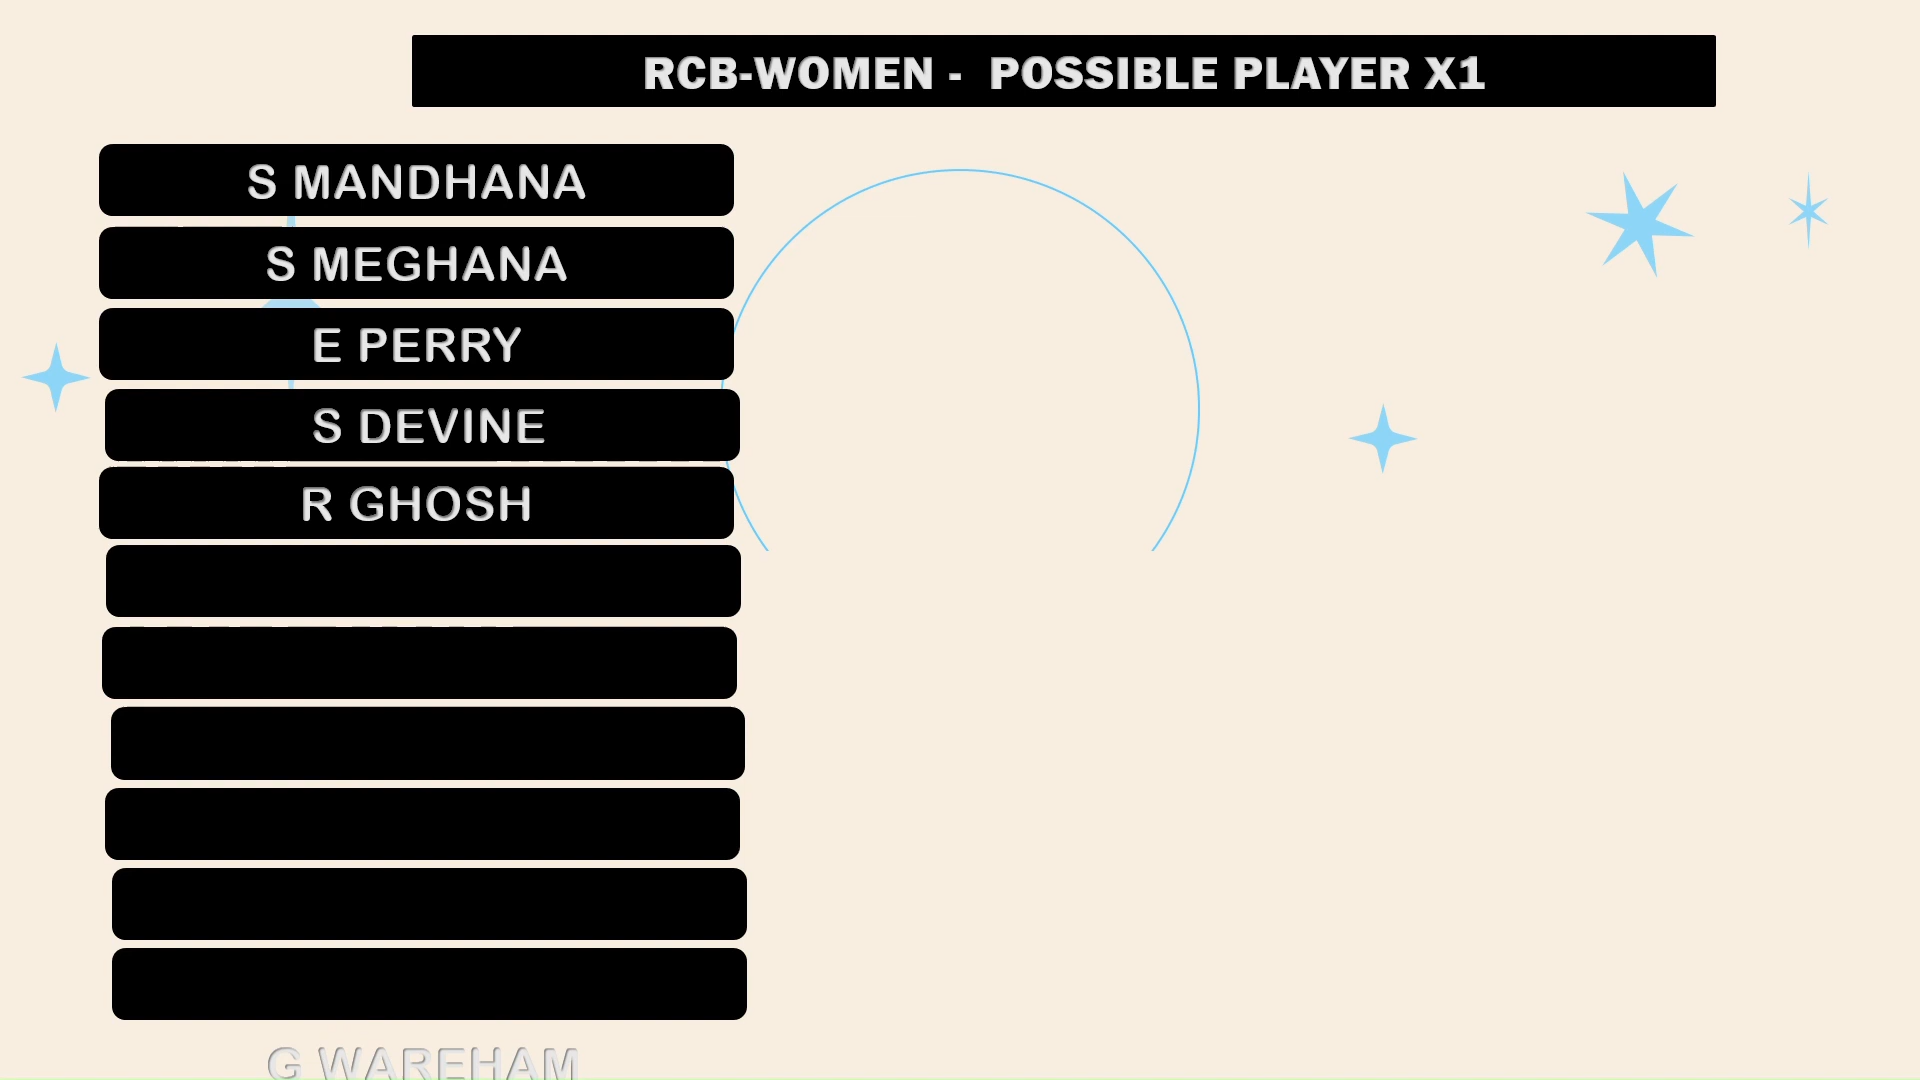 RCB-WOMEN - POSSIBLE PLAYER X1
S MANDHANA
S MEGHANA
E PERRY
S DEVINE
R GHOSH
G WAREHAM